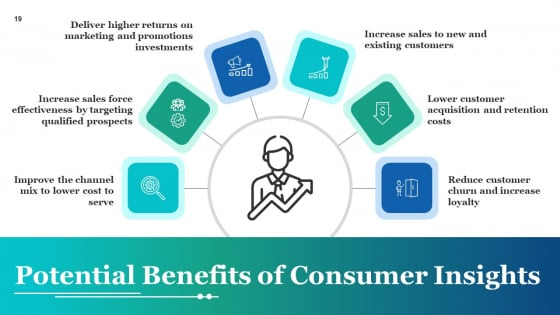 19
Deliver higher returns on
marketing and promotions
investments
Increase sales to new and
existing customers
Increase sales force
effectiveness by targeting
qualified prospects
Lower customer
acquisition and retention
costs
Improve the channel
mix to lower cost to
serve
Reduce customer
churn and increase
loyalty
Potential Benefits of Consumer Insights